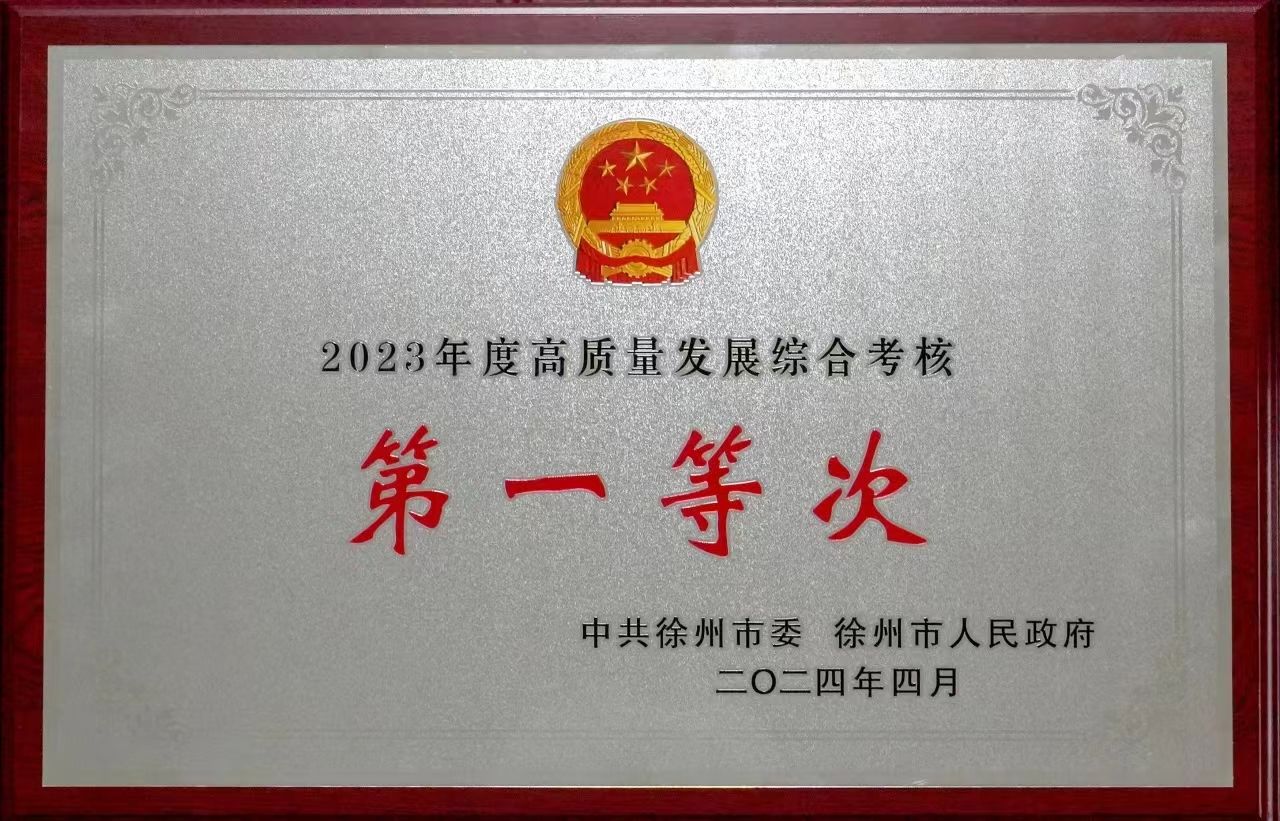 2023年度高质量发展综合考核
第一等次
中共徐州市委 徐州市人民政府
二〇二四年四月